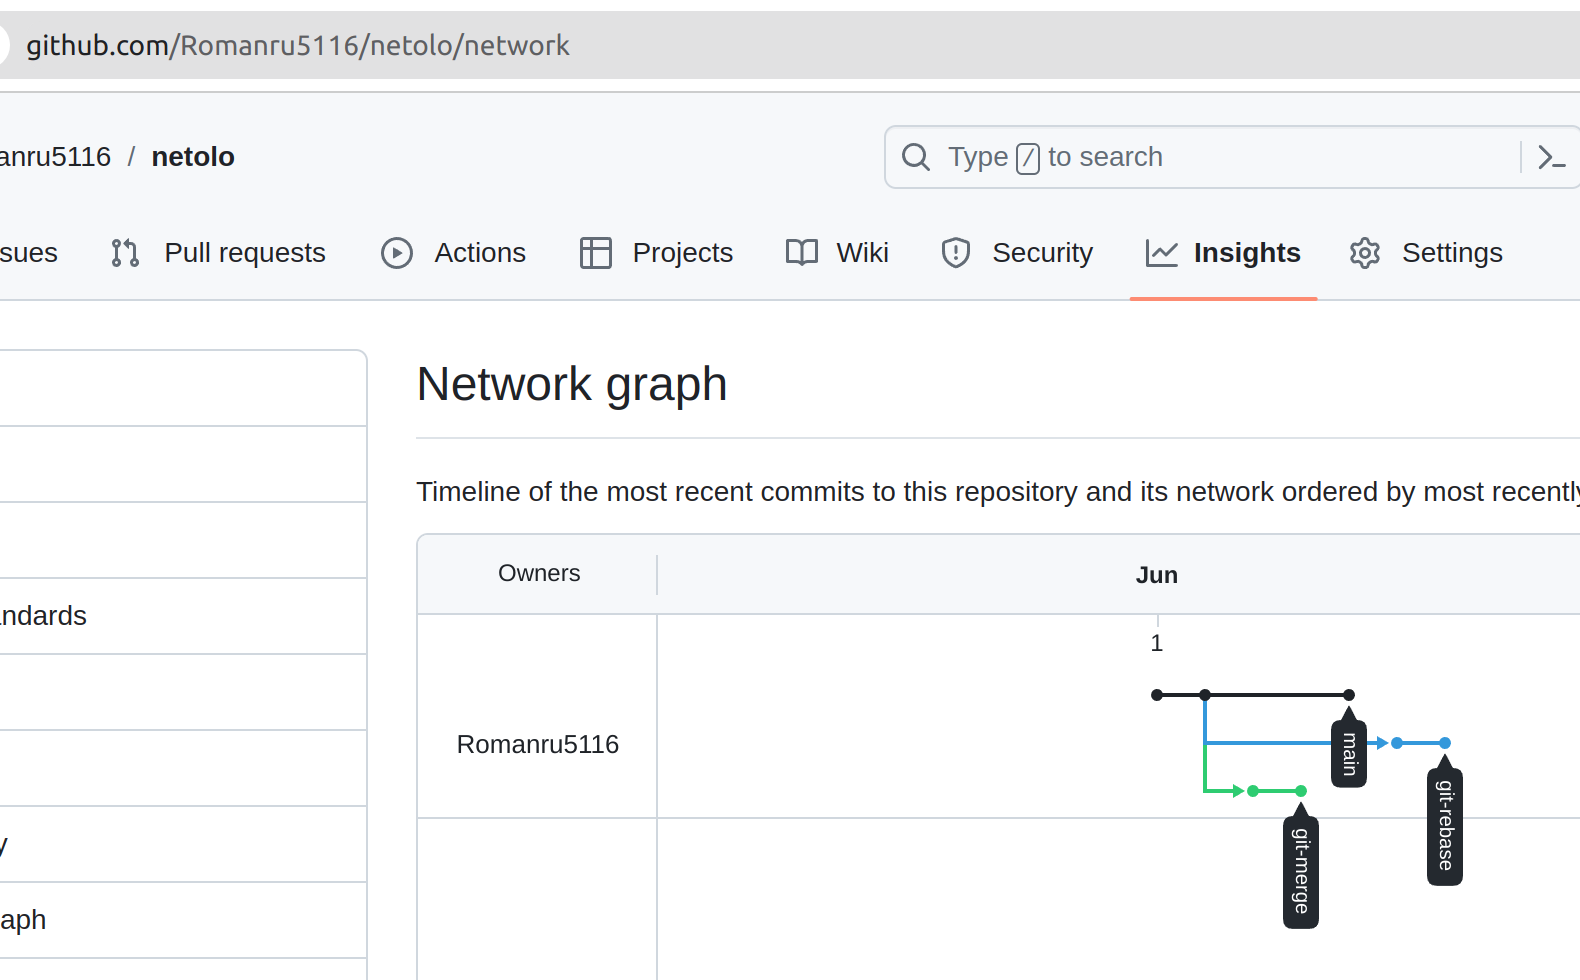 github.com/Romanru5116/netolo/network
anru5116 / netolo
Type / to search
sues Pull requests Actions Projects Wiki Security Insights Settings
Network graph
Timeline of the most recent commits to this repository and its network ordered by most recently
Owners Jun
ndards
1
main
Romanru5116
git-rebase
git-merge
y
aph